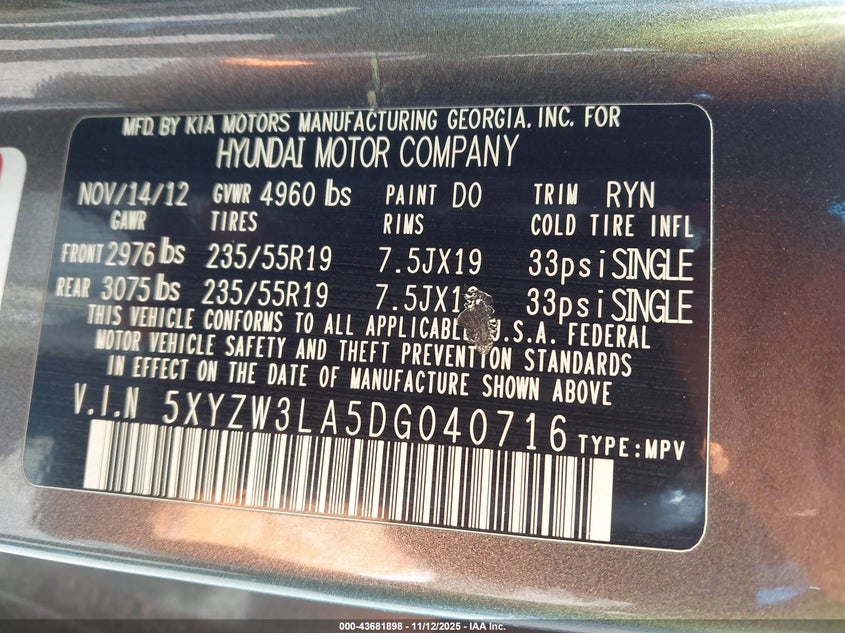 MFD. BY KIA MOTORS MANUFACTURING GEORGIA, INC. FOR
HYUNDAI MOTOR COMPANY
NOV/14/12 GVWR 4960 lbs PAINT DO TRIM RYN
GAWR TIRES RIMS COLD TIRE INFL
FRONT 2976 lbs 235/55R19 7.5JX19 33psi SINGLE
REAR 3075 lbs 235/55R19 33psi SINGLE
THIS VEHICLE CONFORMS TO ALL U.S.A. FEDERAL
MOTOR VEHICLE SAFETY AND THEFT PREVENTION STANDARDS
IN EFFECT ON THE DATE OF MANUFACTURE SHOWN ABOVE
V.I.N 5XYZW3LA5DG040716 TYPE:MPV
000-43681898 - 11/12/2025 - IAA Inc.